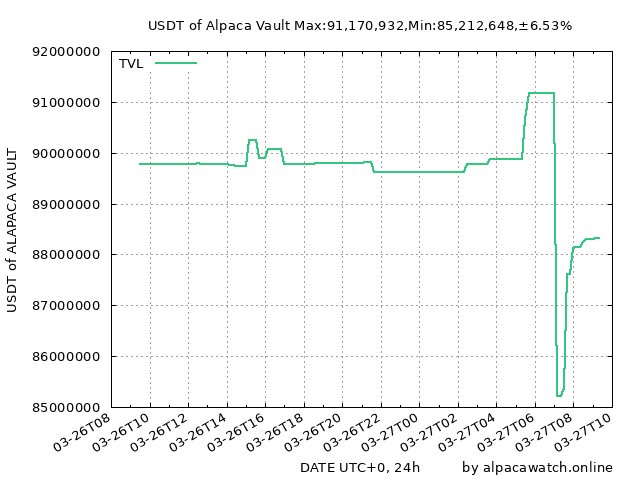 USDT of Alpaca Vault Max:91,170,932,Min:85,212,648,±6.53%
TVL
92000000
91000000
90000000
89000000
88000000
87000000
86000000
85000000
USDT of ALAPACA VAULT
03-26T08
03-26T10
03-26T12
03-26T14
03-26T16
03-26T18
03-26T20
03-26T22
03-27T00
03-27T02
03-27T04
03-27T06
03-27T08
03-27T10
DATE UTC+0, 24h
by alpacawatch.online